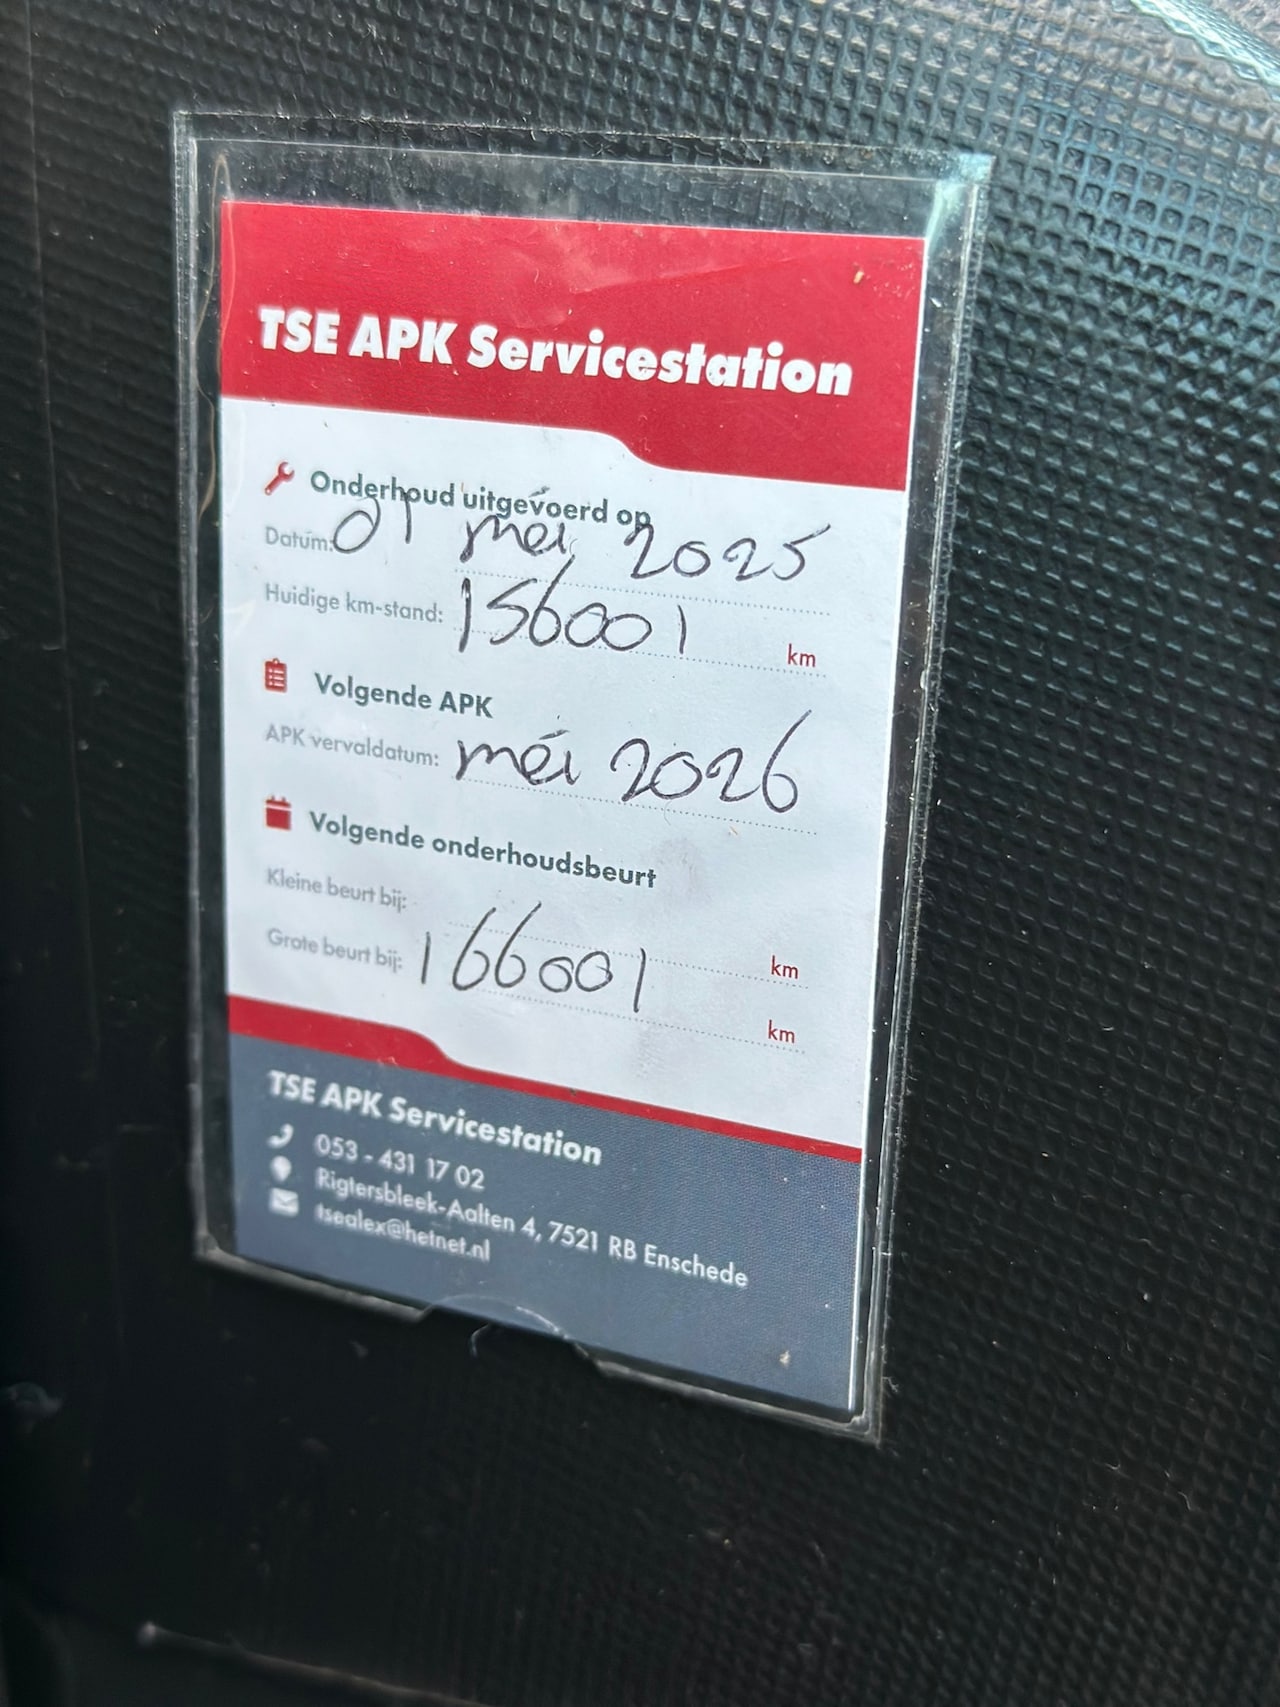 TSE APK Servicestation
Onderhoud uitgevoerd op
Datum: 01 mei 2025
Huidige km-stand: 156001 km
Volgende APK
APK vervaldatum: mei 2026
Volgende onderhoudsbeurt
Kleine beurt bij: km
Grote beurt bij: 166001 km
TSE APK Servicestation
053 - 431 17 02
Rigtersbleek-Aalten 4, 7521 RB Enschede
tsealex@hetnet.nl